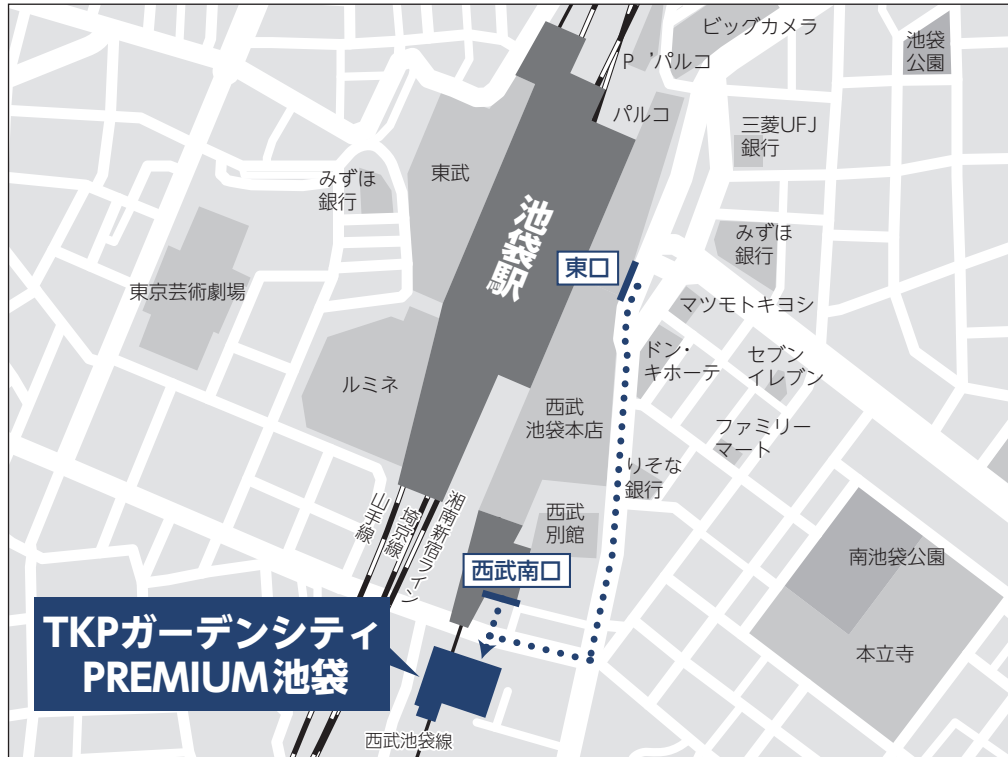 ビッグカメラ
P'パルコ
池袋
公園
パルコ
三菱UFJ
銀行
東武
みずほ
銀行
池袋駅
みずほ
銀行
東口
東京芸術劇場
マツモトキヨシ
ドン・
キホーテ
セブン
イレブン
ルミネ
西武
池袋本店
ファミリー
マート
りそな
銀行
山手線
埼京線
湘南新宿ライン
西武
別館
南池袋公園
西武南口
TKPガーデンシティ
PREMIUM池袋
本立寺
西武池袋線